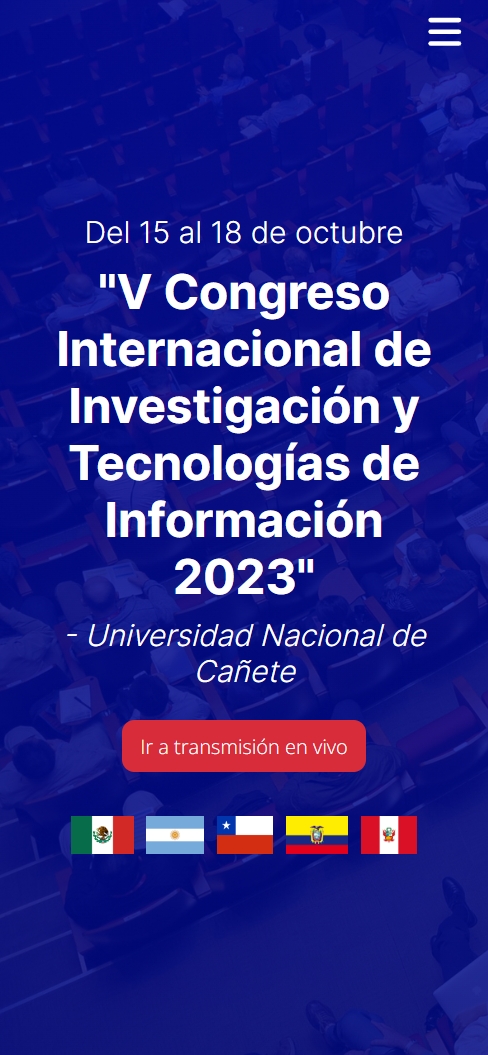 Del 15 al 18 de octubre
"V Congreso
Internacional de
Investigación y
Tecnologías de
Información
2023"
- Universidad Nacional de
Cañete
Ir a transmisión en vivo